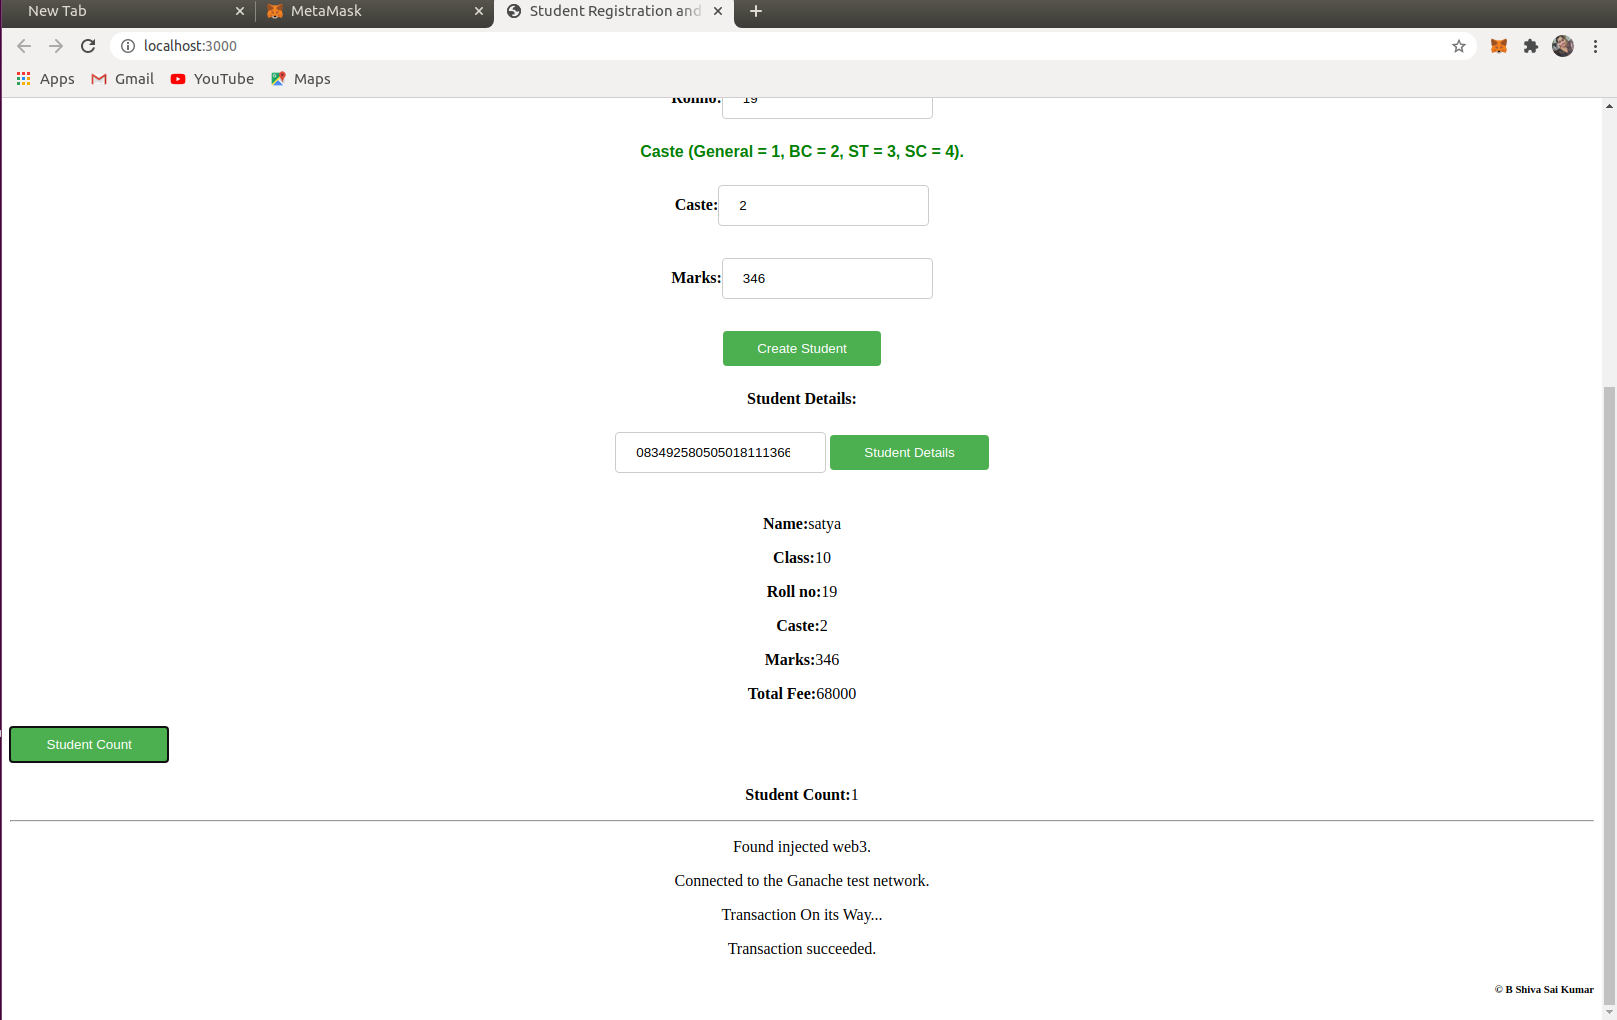 New Tab
MetaMask
Student Registration and
localhost:3000
Apps Gmail YouTube Maps
Rollno: 19
Caste (General = 1, BC = 2, ST = 3, SC = 4).
Caste: 2
Marks: 346
Create Student
Student Details:
083492580505018111366 Student Details
Name:satya
Class:10
Roll no:19
Caste:2
Marks:346
Total Fee:68000
Student Count
Student Count:1
Found injected web3.
Connected to the Ganache test network.
Transaction On its Way...
Transaction succeeded.
© B Shiva Sai Kumar